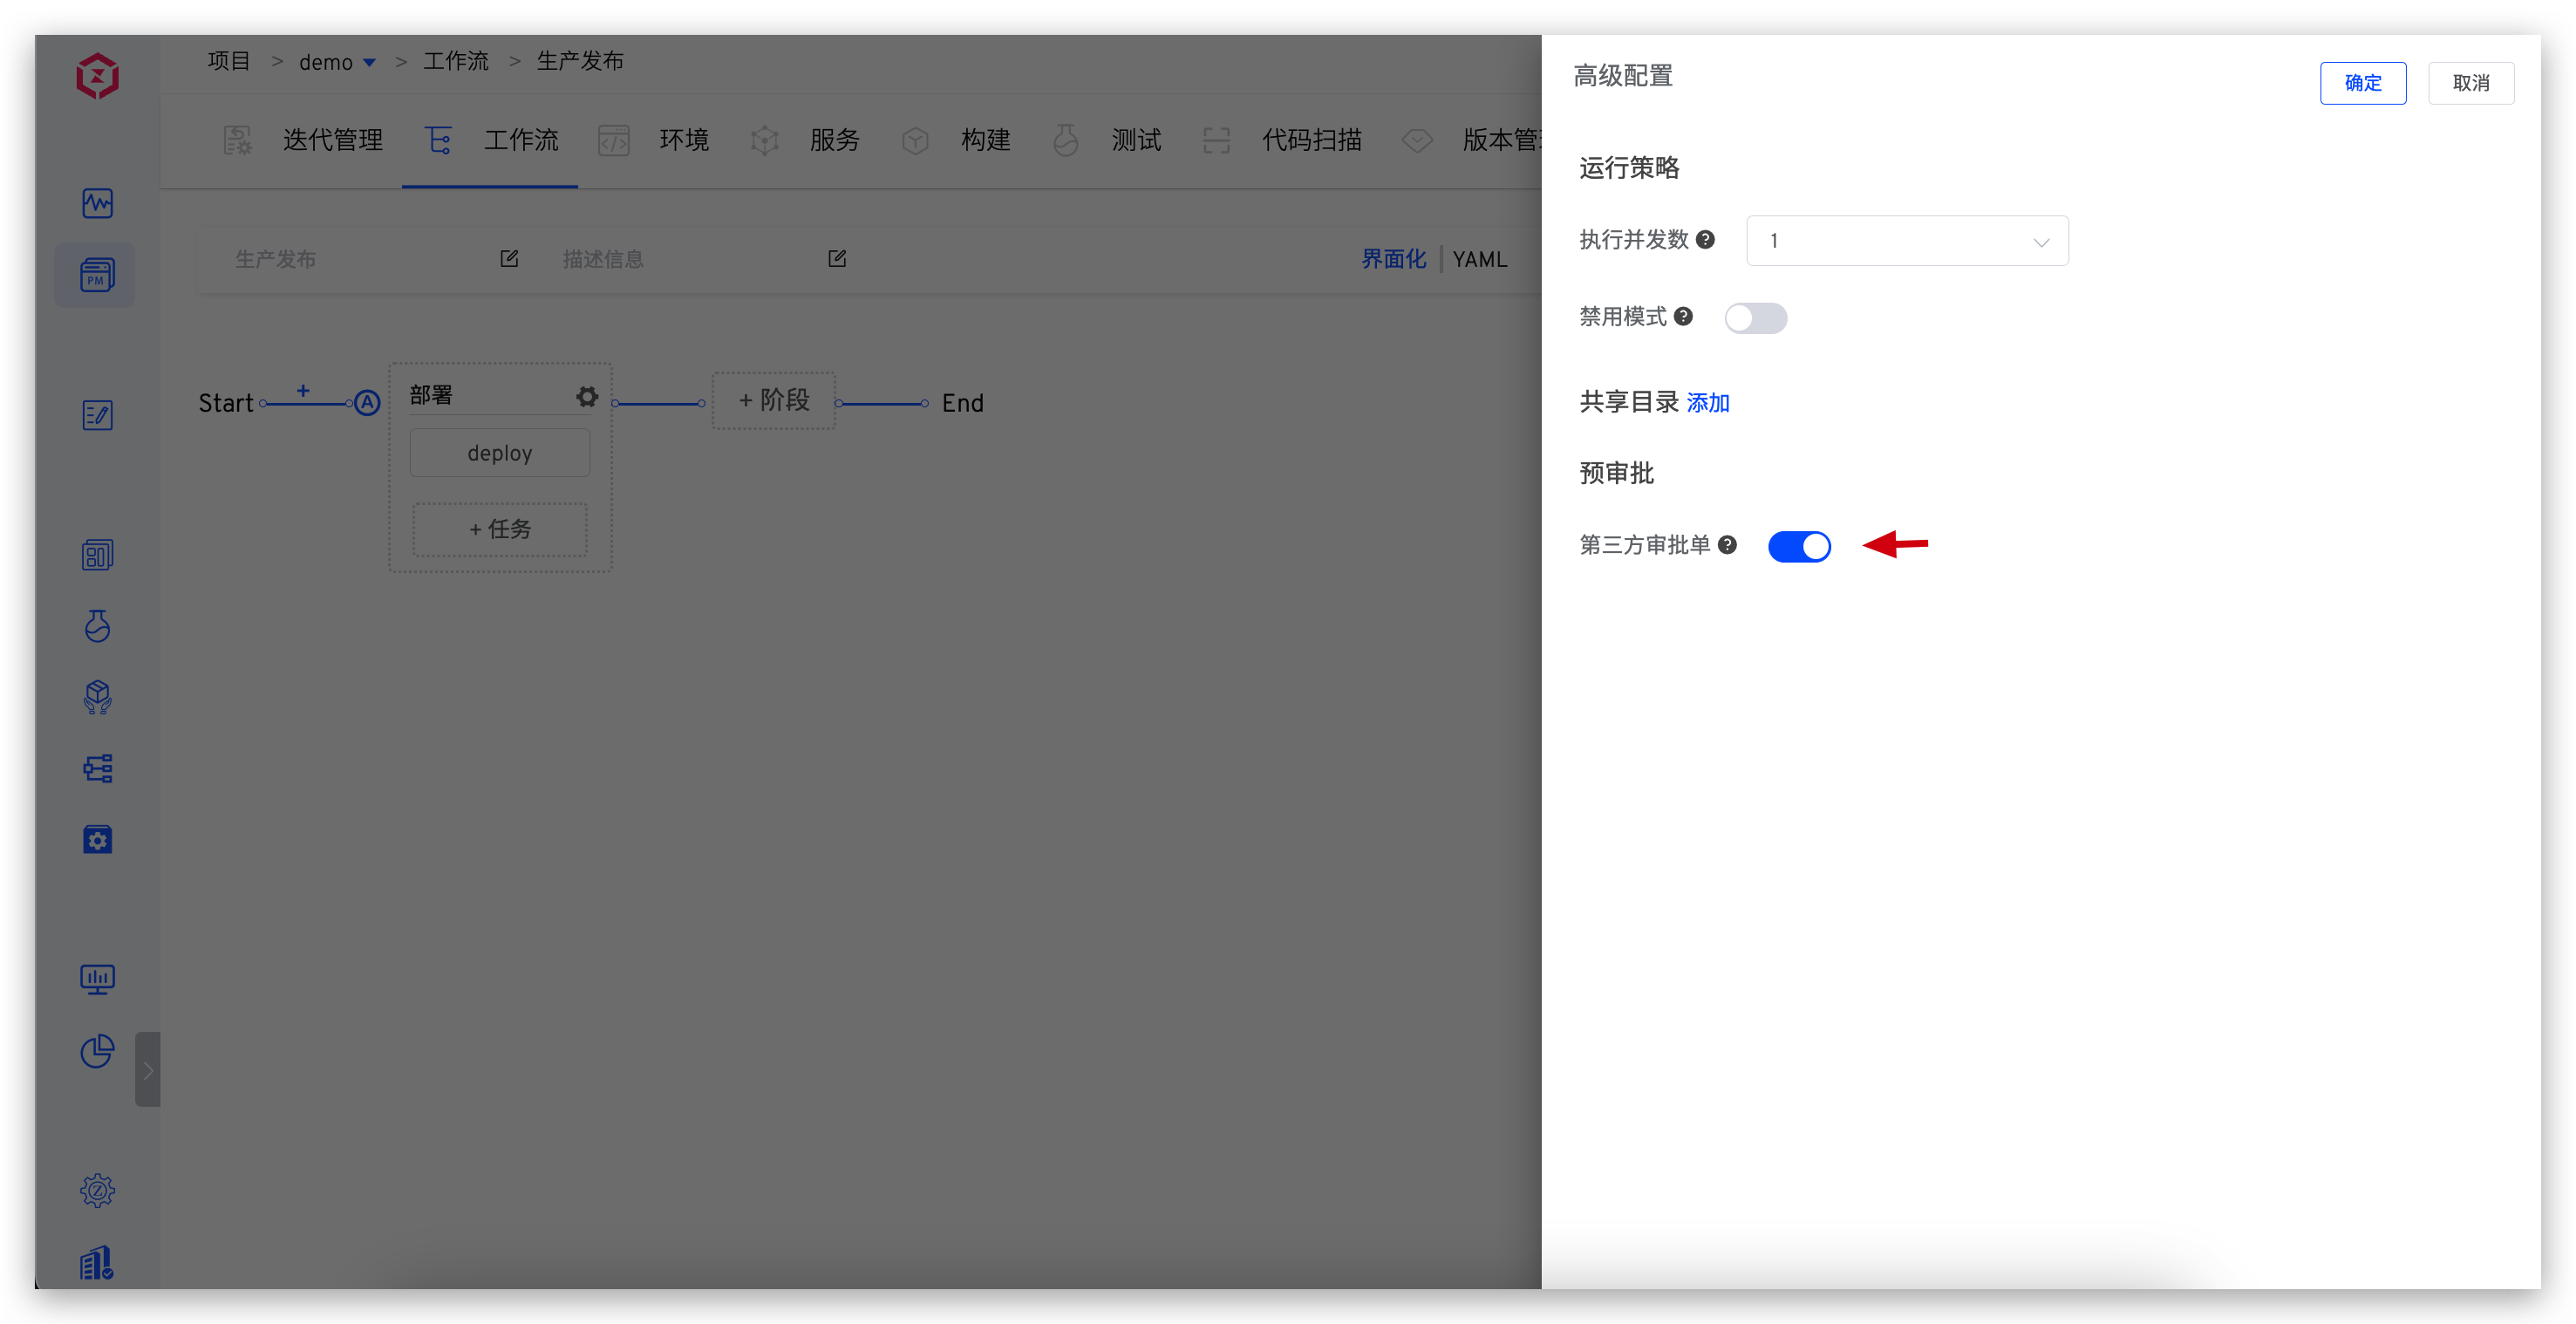 项目 > demo > 工作流 > 生产发布
迭代管理 工作流 环境 服务 构建 测试 代码扫描 版本管
生产发布 描述信息 界面化 YAML
PM
Start + A 部署 + 阶段 End
deploy
+ 任务
高级配置 确定 取消
运行策略
执行并发数 ? 1
禁用模式 ?
共享目录 添加
预审批
第三方审批单 ?